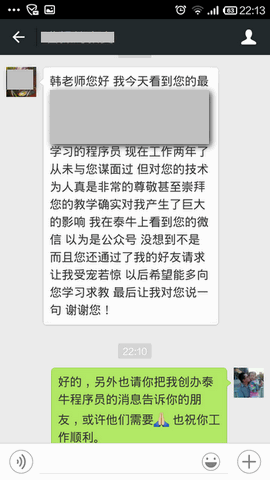 22:13
韩老师您好 我今天看到您的最
学习的程序员 现在工作两年了
从未与您谋面过 但对您的技术
为人真是非常的尊敬甚至崇拜
您的教学确实对我产生了巨大
的影响 我在泰牛上看到您的微
信 以为是公众号 没想到不是
而且您还通过了我的好友请求
让我受宠若惊 以后希望能多向
您学习求教 最后让我对您说一
句 谢谢您！
22:10
好的，另外也请你把我创办泰
牛程序员的消息告诉你的朋
友，或许他们需要🙏也祝你工
作顺利。